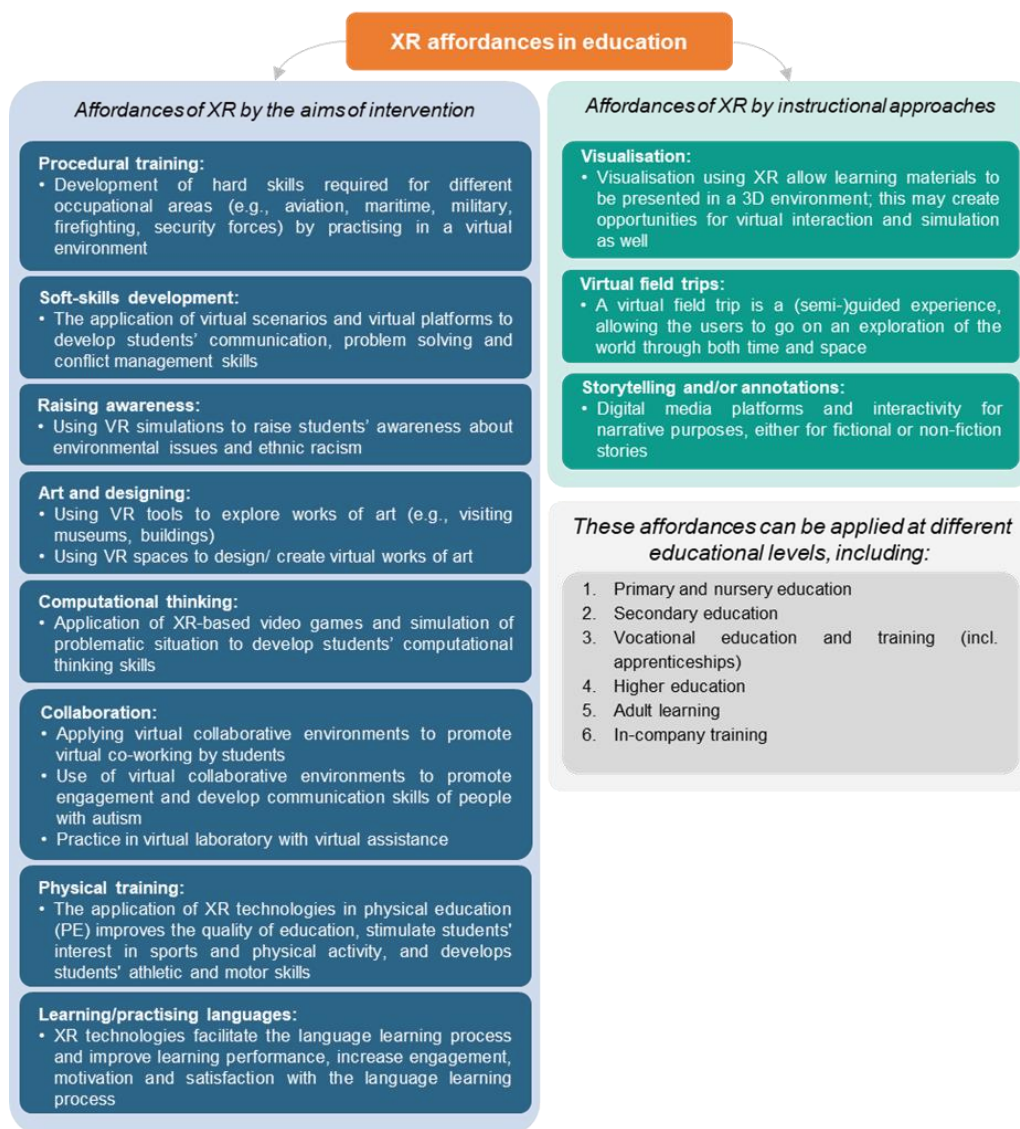 XR affordances in education
Affordances of XR by the aims of intervention
Procedural training:
• Development of hard skills required for different
occupational areas (e.g., aviation, maritime, military,
firefighting, security forces) by practising in a virtual
environment
Soft-skills development:
• The application of virtual scenarios and virtual platforms to
develop students' communication, problem solving and
conflict management skills
Raising awareness:
• Using VR simulations to raise students' awareness about
environmental issues and ethnic racism
Art and designing:
• Using VR tools to explore works of art (e.g., visiting
museums, buildings)
• Using VR spaces to design/ create virtual works of art
Computational thinking:
• Application of XR-based video games and simulation of
problematic situation to develop students' computational
thinking skills
Collaboration:
• Applying virtual collaborative environments to promote
virtual co-working by students
• Use of virtual collaborative environments to promote
engagement and develop communication skills of people
with autism
• Practice in virtual laboratory with virtual assistance
Physical training:
• The application of XR technologies in physical education
(PE) improves the quality of education, stimulate students'
interest in sports and physical activity, and develops
students' athletic and motor skills
Learning/practising languages:
• XR technologies facilitate the language learning process
and improve learning performance, increase engagement,
motivation and satisfaction with the language learning
process
Affordances of XR by instructional approaches
Visualisation:
• Visualisation using XR allow learning materials to
be presented in a 3D environment; this may create
opportunities for virtual interaction and simulation
as well
Virtual field trips:
• A virtual field trip is a (semi-)guided experience,
allowing the users to go on an exploration of the
world through both time and space
Storytelling and/or annotations:
• Digital media platforms and interactivity for
narrative purposes, either for fictional or non-fiction
stories
These affordances can be applied at different
educational levels, including:
1. Primary and nursery education
2. Secondary education
3. Vocational education and training (incl.
apprenticeships)
4. Higher education
5. Adult learning
6. In-company training